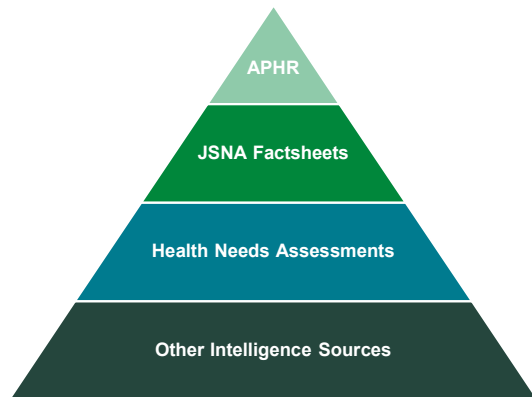 APHR
JSNA Factsheets
Health Needs Assessments
Other Intelligence Sources